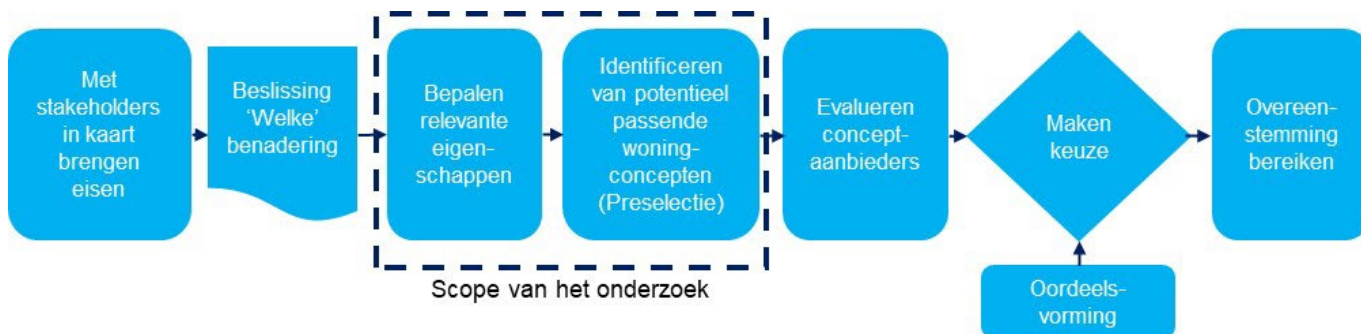 Met
stakeholders
in kaart
brengen
eisen
Beslissing
‘Welke’
benadering
Bepalen
relevante
eigen-
schappen
Identificeren
van potentieel
passende
woning-
concepten
(Preselectie)
Evalueren
concept-
aanbieders
Maken
keuze
Overeen-
stemming
bereiken
Scope van het onderzoek
Oordeels-
vorming